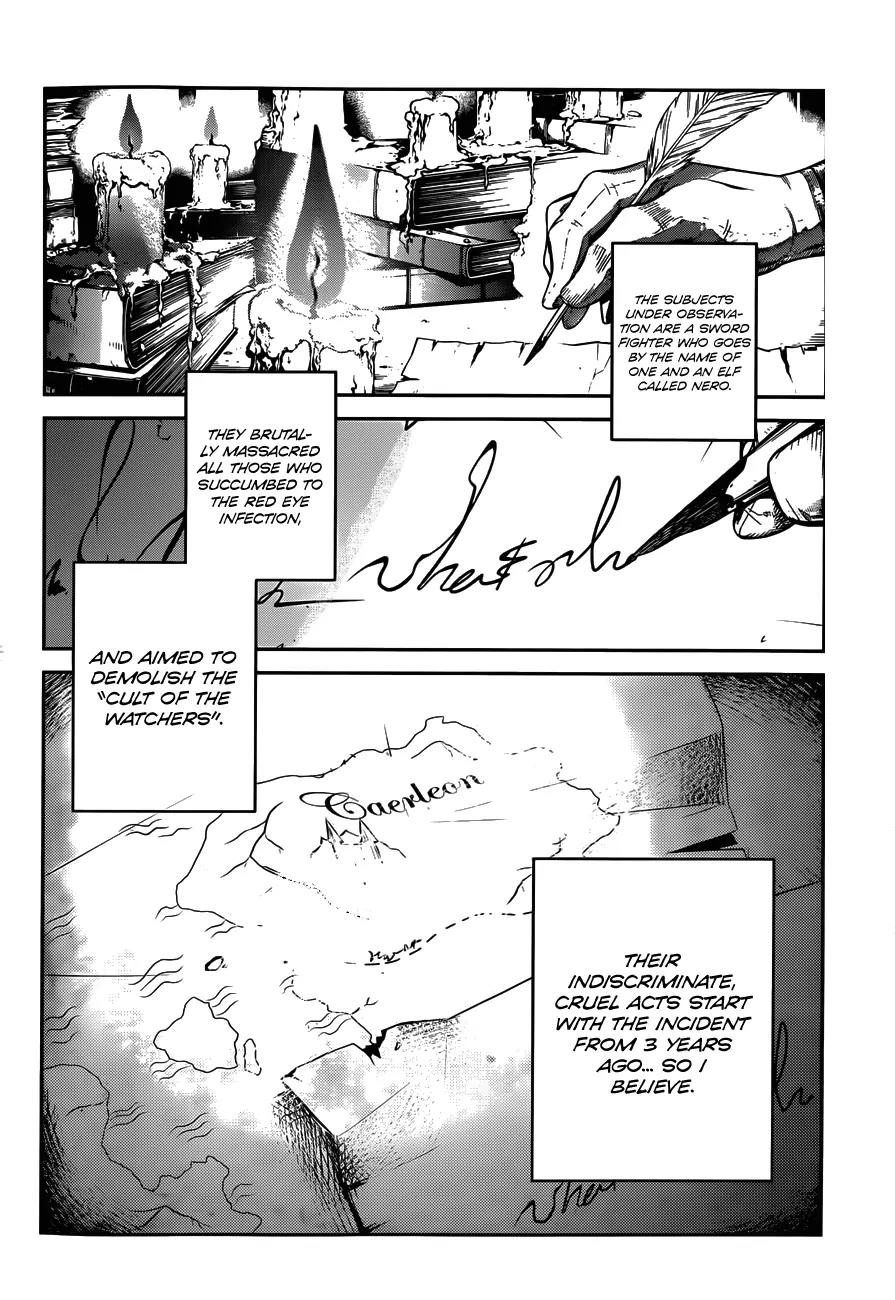 THE SUBJECTS
UNDER OBSERVA-
TION ARE A SWORD
FIGHTER WHO GOES
BY THE NAME OF
ONE AND AN ELF
CALLED NERO.
THEY BRUTAL-
LY MASSACRED
ALL THOSE WHO
SUCCUMBED TO
THE RED EYE
INFECTION,
AND AIMED TO
DEMOLISH THE
"CULT OF THE
WATCHERS".
Caerleon
THEIR
INDISCRIMINATE,
CRUEL ACTS START
WITH THE INCIDENT
FROM 3 YEARS
AGO... SO I
BELIEVE.